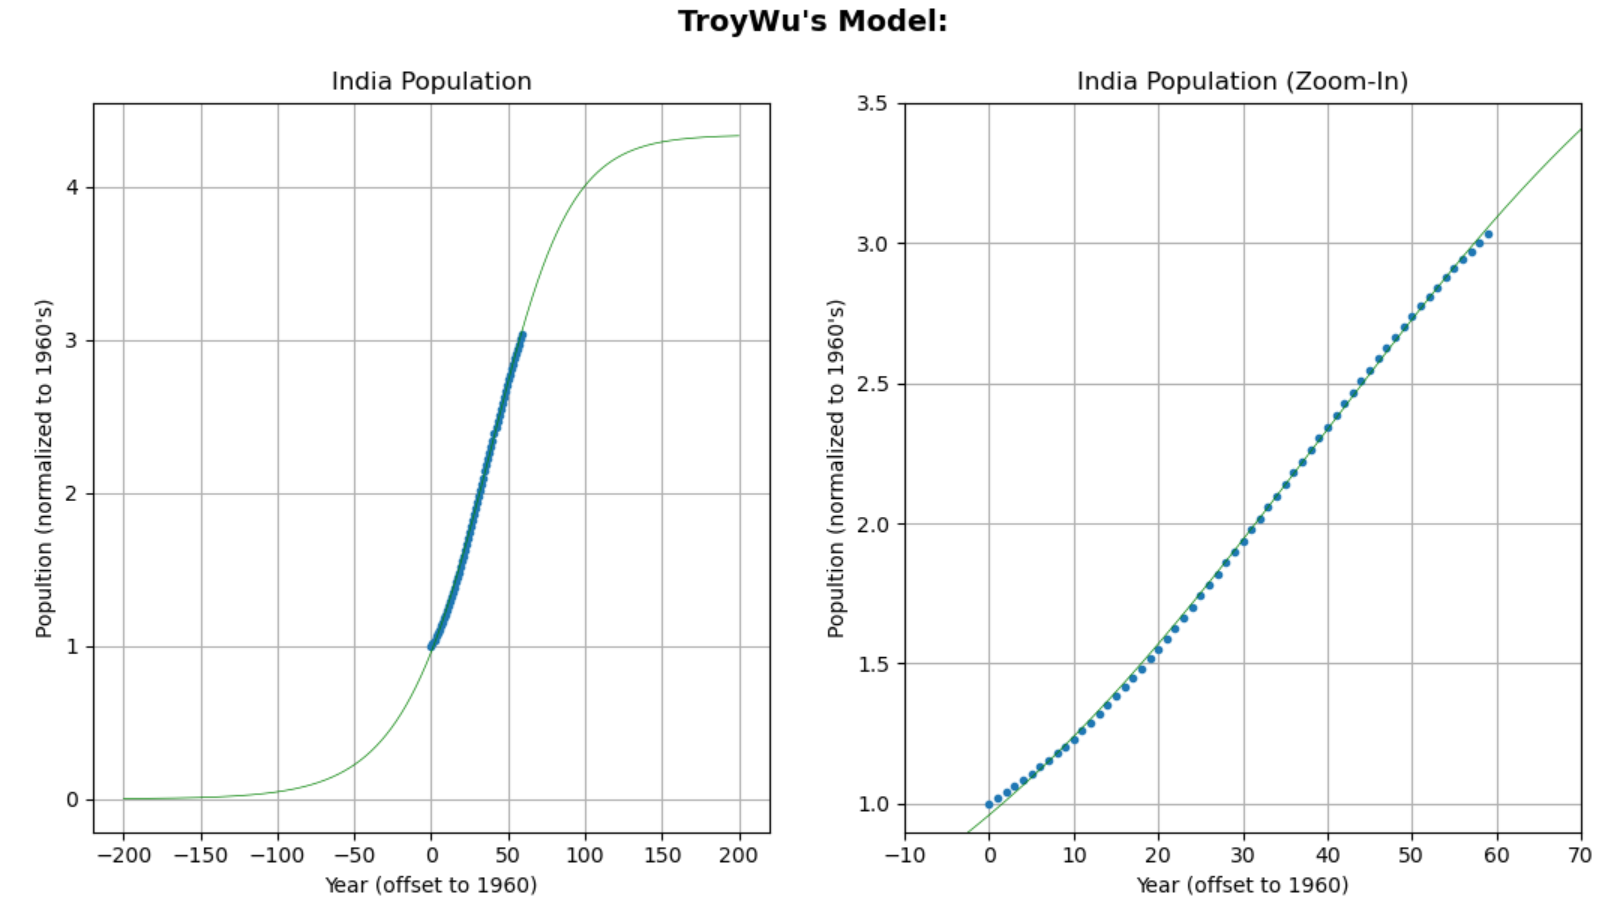 TroyWu's Model:
India Population
Popultion (normalized to 1960's)
4
3
2
1
0
−200 −150 −100 −50 0 50 100 150 200
Year (offset to 1960)
India Population (Zoom-In)
Popultion (normalized to 1960's)
3.5
3.0
2.5
2.0
1.5
1.0
−10 0 10 20 30 40 50 60 70
Year (offset to 1960)